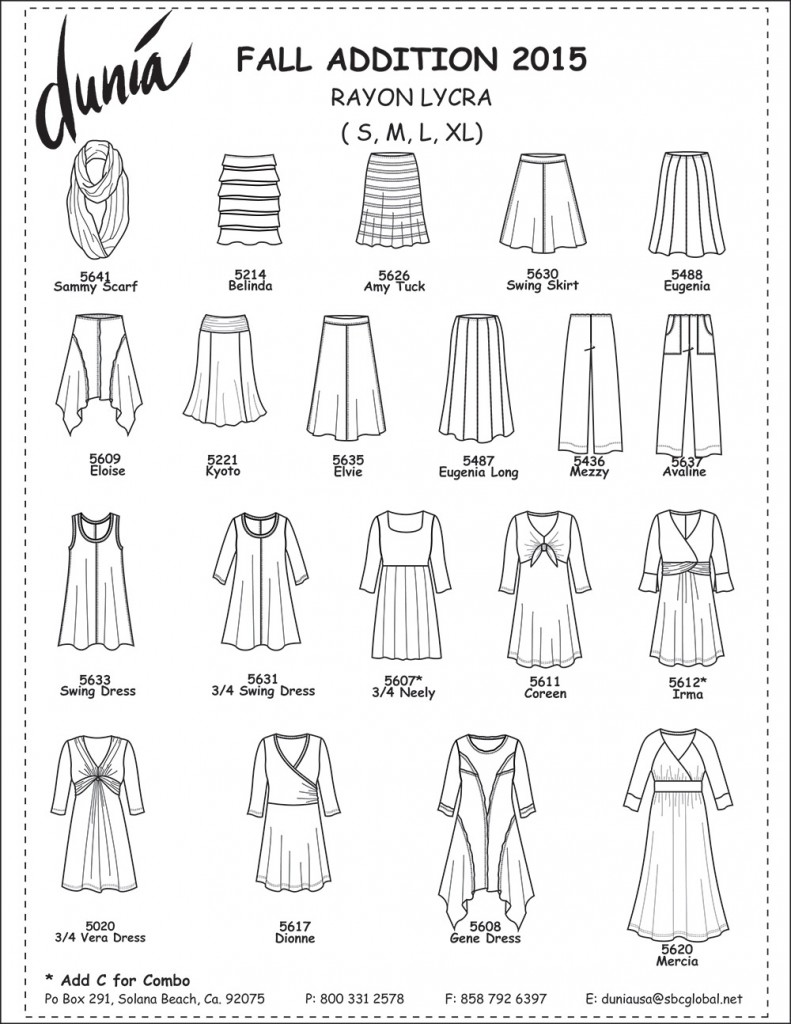 dunia
FALL ADDITION 2015
RAYON LYCRA
( S, M, L, XL)
5641
Sammy Scarf
5214
Belinda
5626
Amy Tuck
5630
Swing Skirt
5488
Eugenia
5609
Eloise
5221
Kyoto
5635
Elvie
5487
Eugenia Long
5436
Mezzy
5637
Avaline
5633
Swing Dress
5631
3/4 Swing Dress
5607*
3/4 Neely
5611
Coreen
5612*
Irma
5020
3/4 Vera Dress
5617
Dionne
5608
Gene Dress
5620
Mercia
* Add C for Combo
Po Box 291, Solana Beach, Ca. 92075 P: 800 331 2578 F: 858 792 6397 E: duniausa@sbcglobal.net